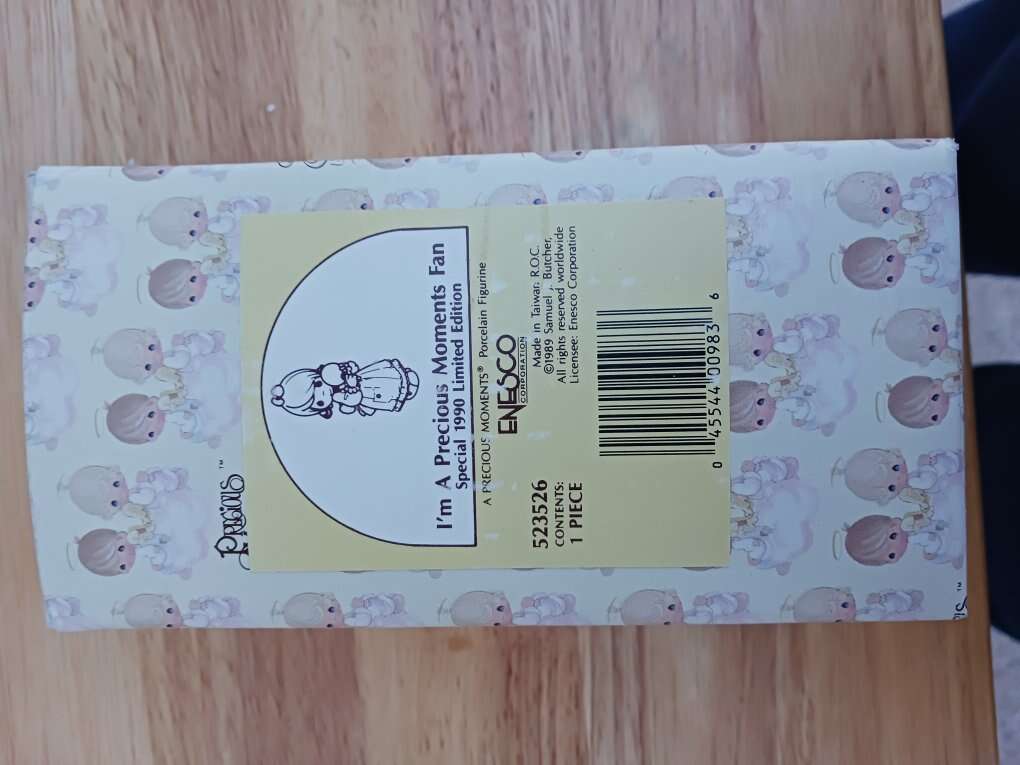 PRECIOUS™
I'm A Precious Moments Fan
Special 1990 Limited Edition
A PRECIOUS MOMENTS® Porcelain Figurine
ENESCO
CORPORATION
523526
CONTENTS:
1 PIECE
Made in Taiwan, R.O.C.
©1989 Samuel J. Butcher,
All rights reserved worldwide
Licensee: Enesco Corporation
0 45544 00983 6